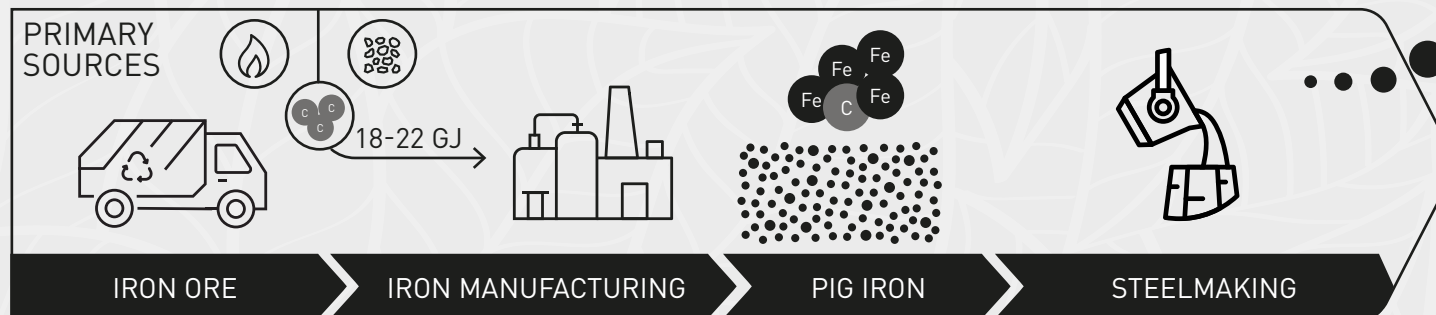 PRIMARY
SOURCES
C C
C
18-22 GJ
Fe Fe
Fe C Fe
IRON ORE
IRON MANUFACTURING
PIG IRON
STEELMAKING